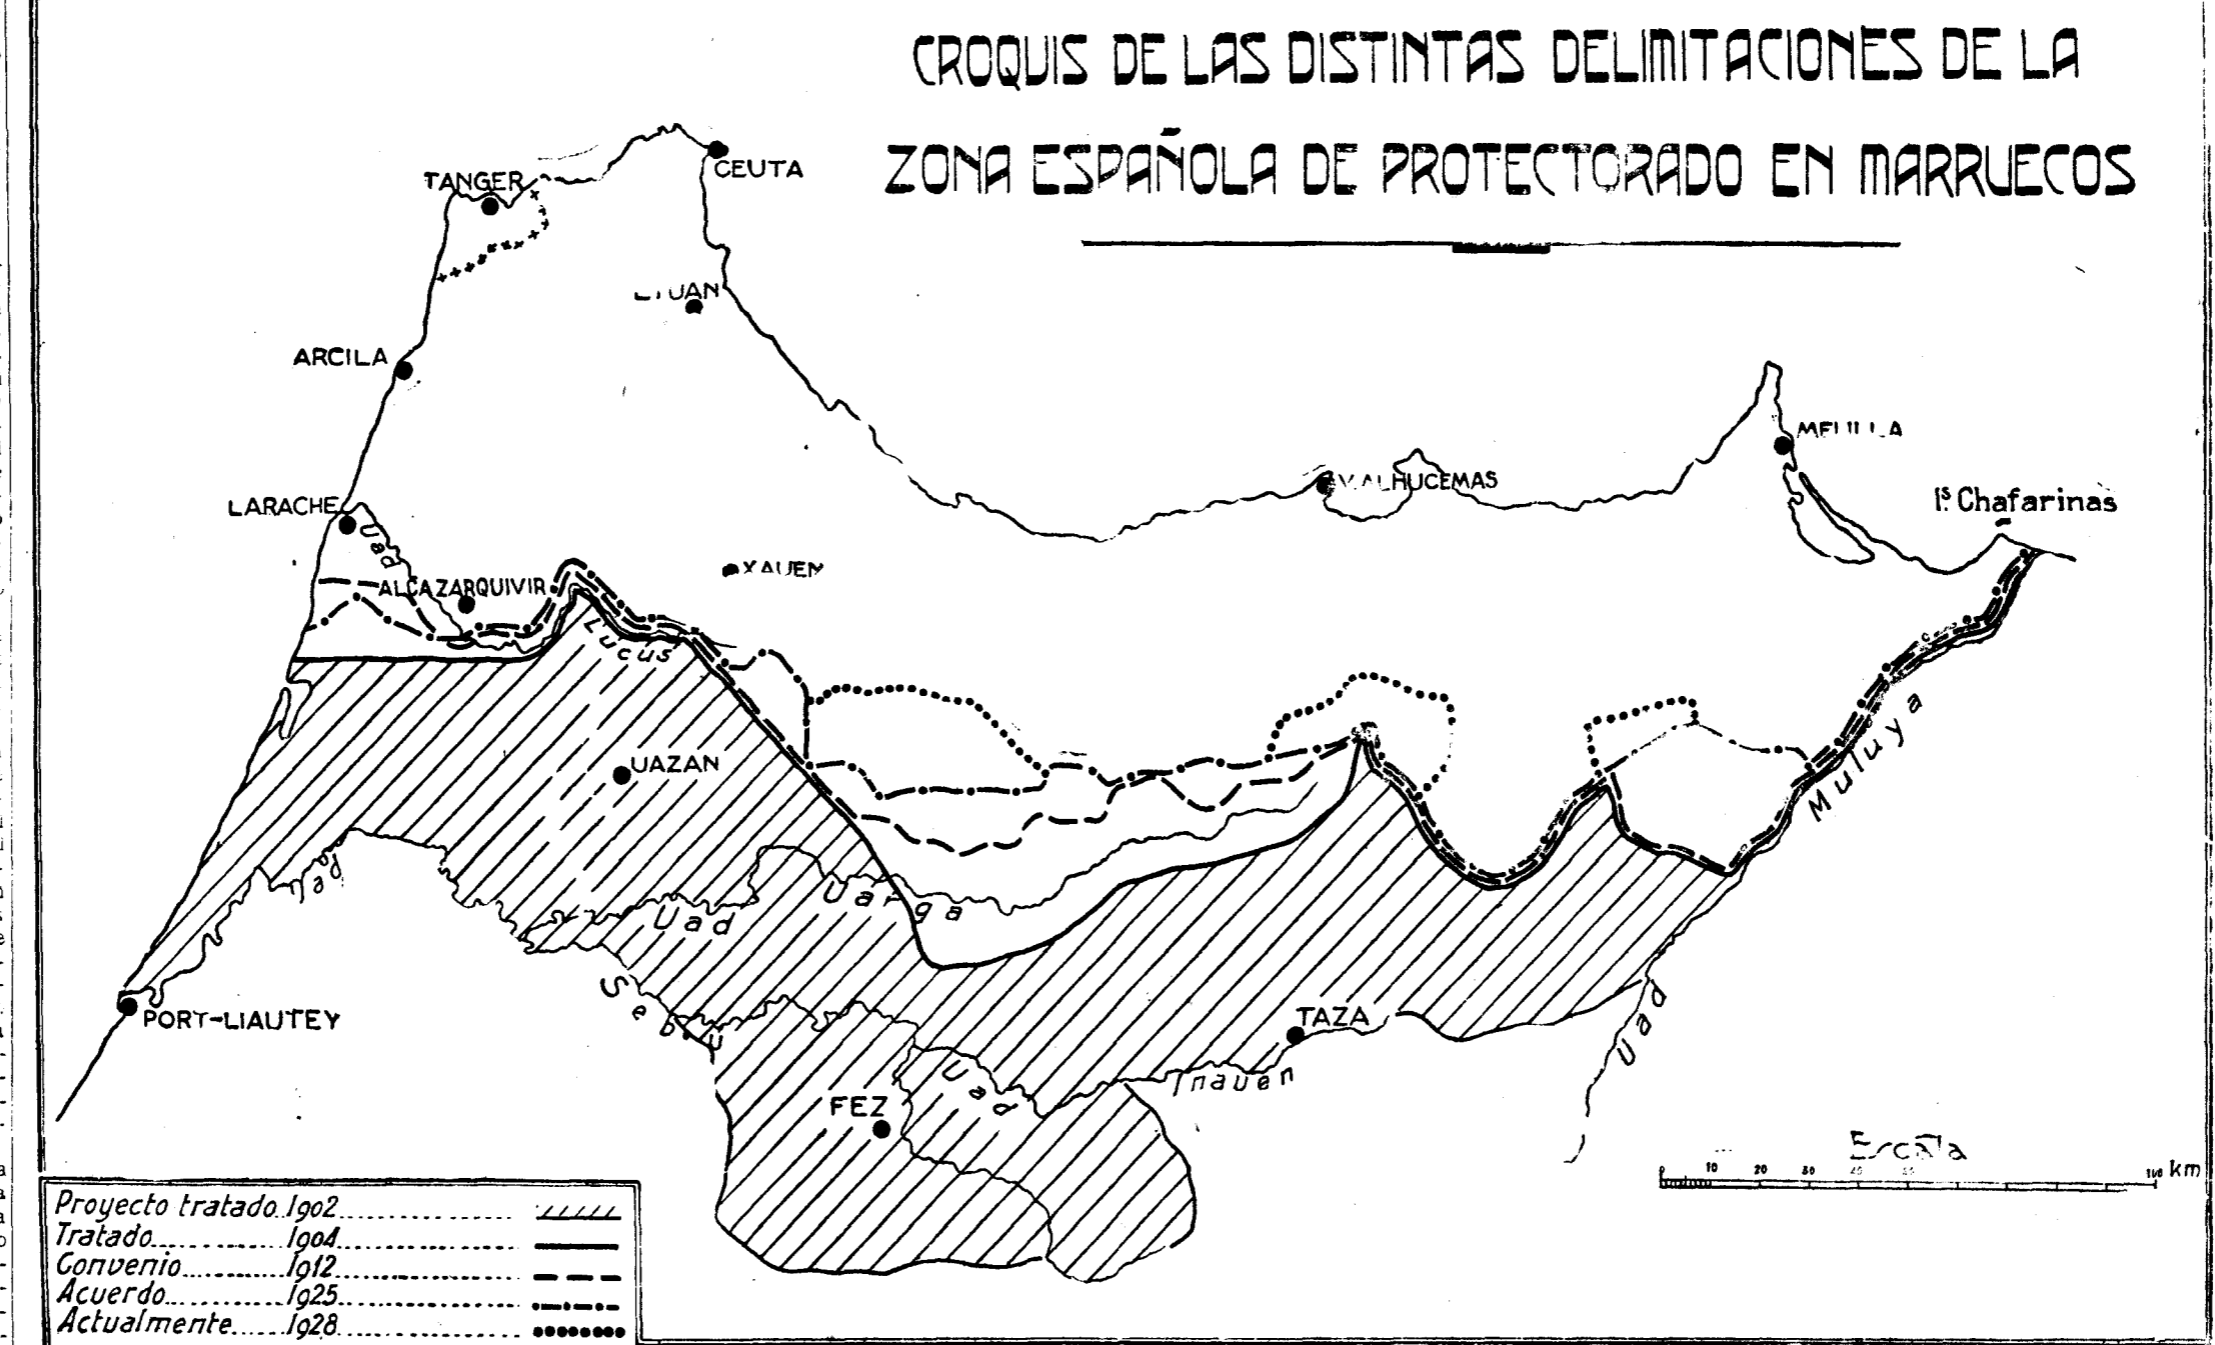 CROQUIS DE LAS DISTINTAS DELIMITACIONES DE LA
ZONA ESPAÑOLA DE PROTECTORADO EN MARRUECOS
CEUTA
TANGER
ARCILA
LARACHE
Uad
ALCAZARQUIVIR
XAUEN
ALHUCEMAS
MELILLA
Is. Chafarinas
Lucus
UAZAN
Muluya
Uad
Uad
Uarga
Sebu
PORT-LIAUTEY
TAZA
Inauen
Uad
FEZ
Uad
Escala
10 20 30 40 100 km
Proyecto tratado 1902
Tratado 1904
Convenio 1912
Acuerdo 1925
Actualmente 1928